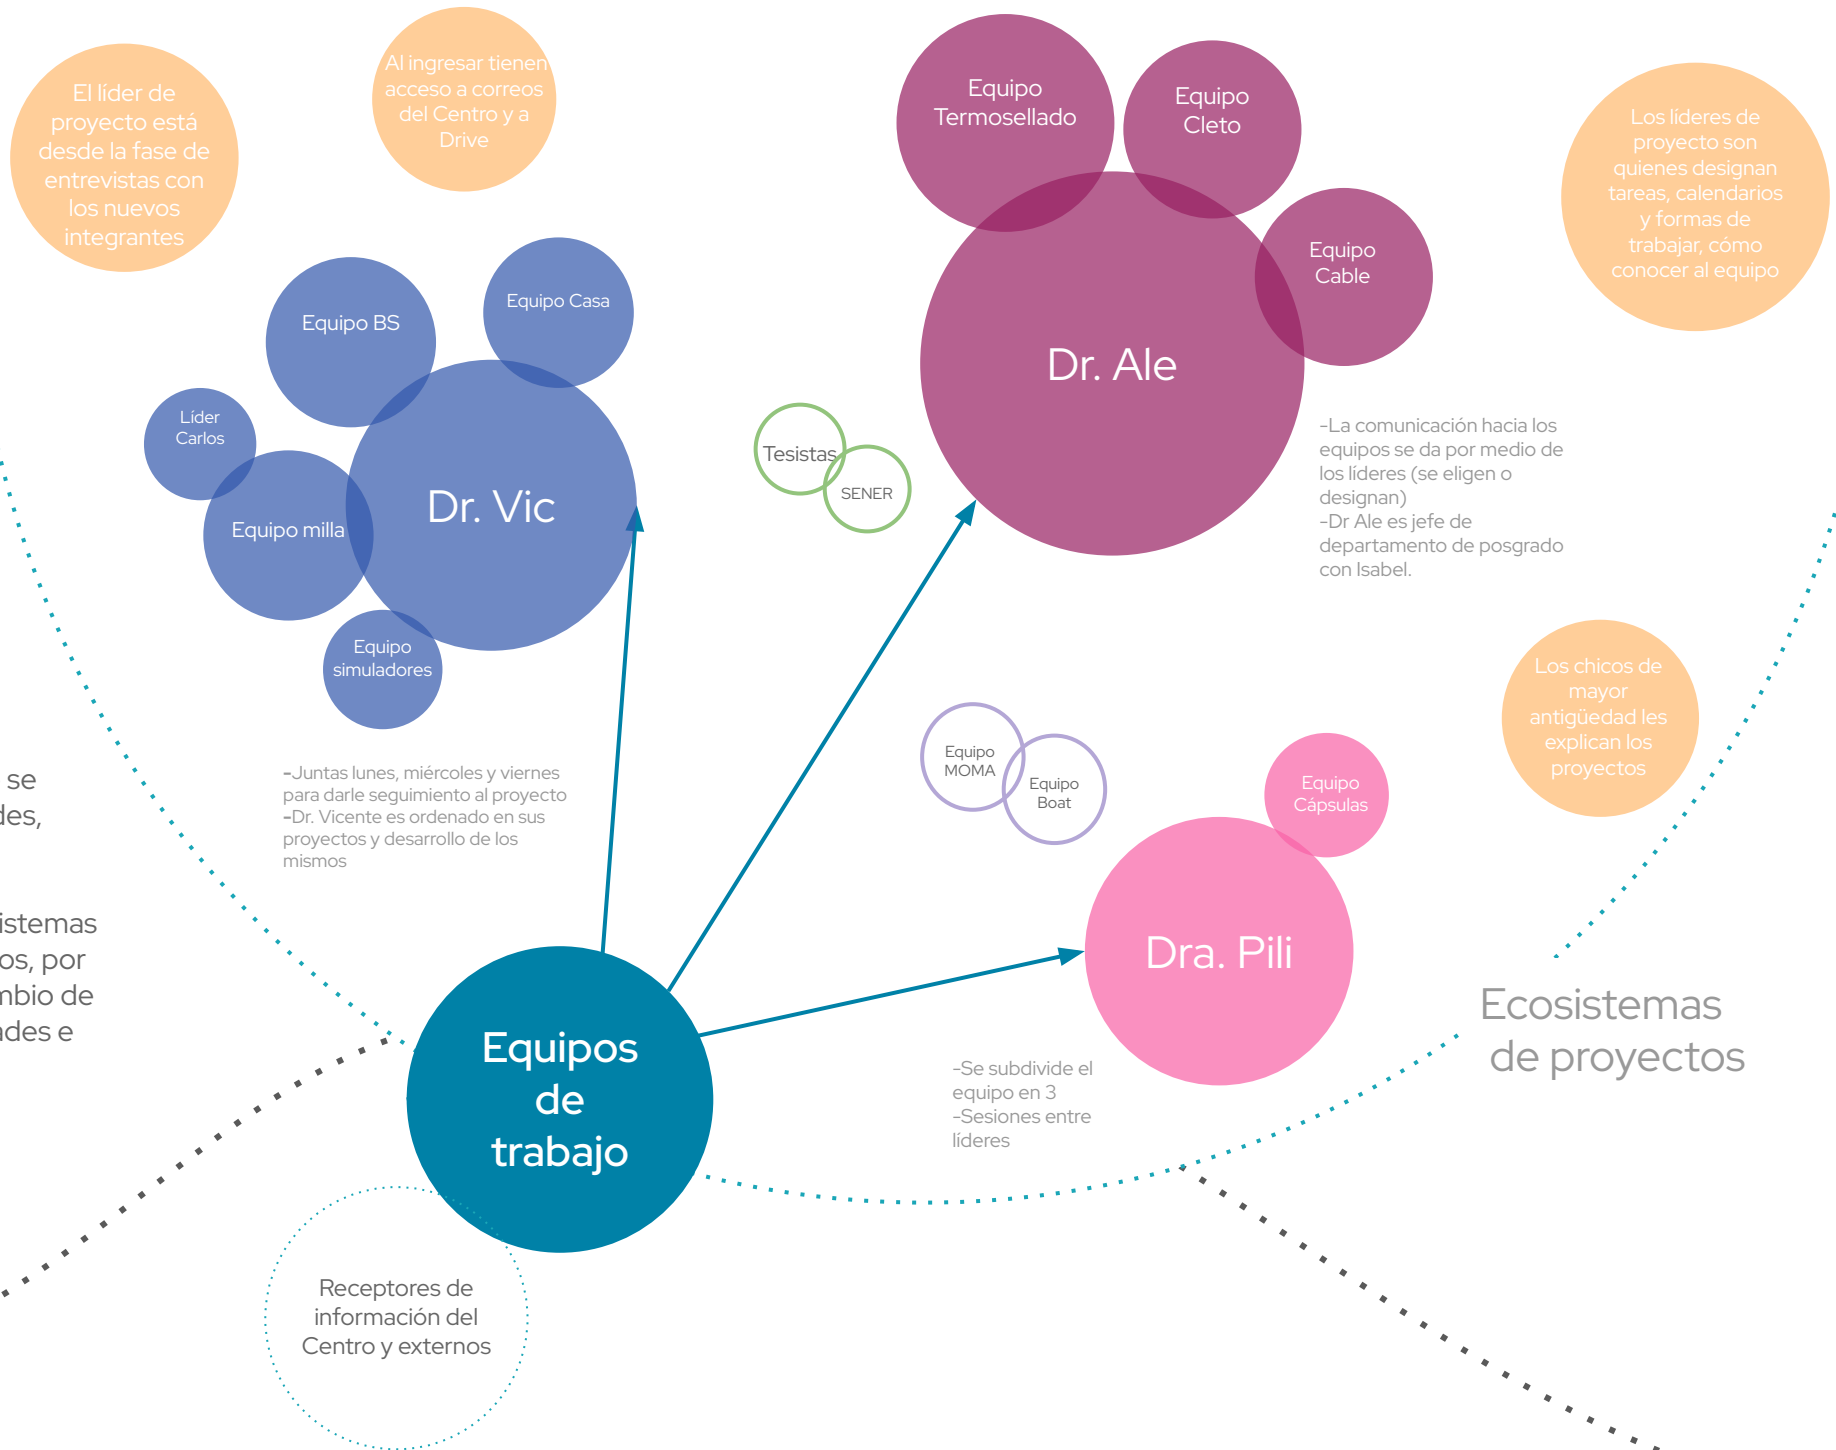 El líder de
proyecto está
desde la fase de
entrevistas con
los nuevos
integrantes
Al ingresar tienen
acceso a correos
del Centro y a
Drive
Equipo
Termosellado
Equipo
Cleto
Equipo
Cable
Dr. Ale
Los líderes de
proyecto son
quienes designan
tareas, calendarios
y formas de
trabajar, cómo
conocer al equipo
Equipo BS
Equipo Casa
Líder
Carlos
Equipo milla
Dr. Vic
Equipo
simuladores
Tesistas
SENER
-La comunicación hacia los
equipos se da por medio de
los líderes (se eligen o
designan)
-Dr Ale es jefe de
departamento de posgrado
con Isabel.
-Juntas lunes, miércoles y viernes
para darle seguimiento al proyecto
-Dr. Vicente es ordenado en sus
proyectos y desarrollo de los
mismos
Equipo
MOMA
Equipo
Boat
Equipo
Cápsulas
Dra. Pili
Los chicos de
mayor
antigüedad les
explican los
proyectos
se
des,
istemas
os, por
mbio de
ades e
Equipos
de
trabajo
-Se subdivide el
equipo en 3
-Sesiones entre
líderes
Ecosistemas
de proyectos
Receptores de
información del
Centro y externos